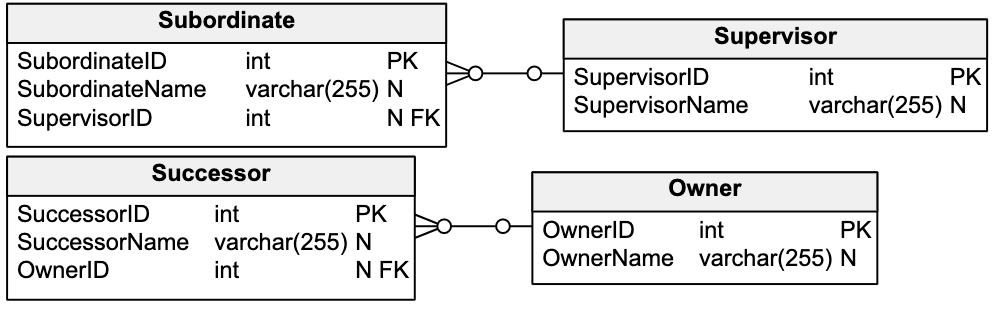 Subordinate
SubordinateID int PK
SubordinateName varchar(255) N
SupervisorID int N FK
Supervisor
SupervisorID int PK
SupervisorName varchar(255) N
Successor
SuccessorID int PK
SuccessorName varchar(255) N
OwnerID int N FK
Owner
OwnerID int PK
OwnerName varchar(255) N